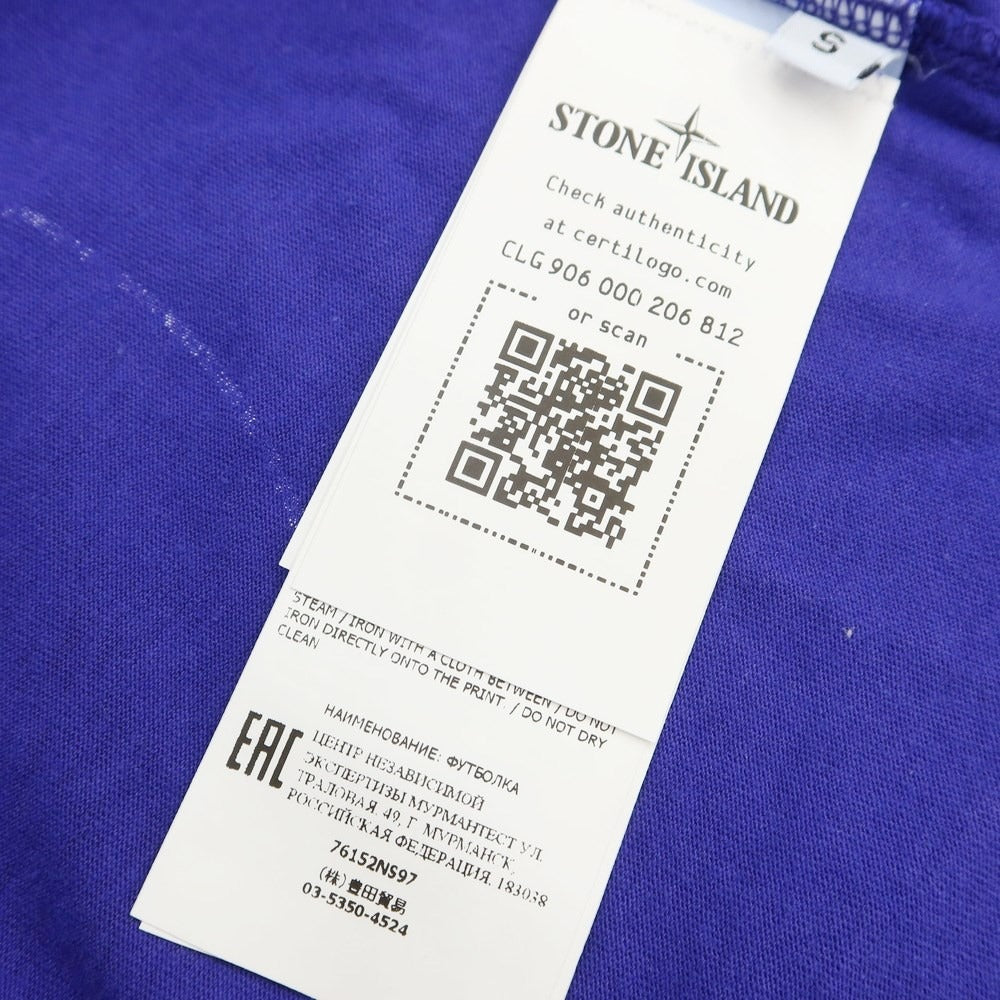 S
STONE ISLAND
Check authenticity
at certilogo.com
CLG 906 000 206 812
or scan
STEAM / IRON WITH A CLOTH BETWEEN / DO NOT
IRON DIRECTLY ONTO THE PRINT. / DO NOT DRY
CLEAN
EAC
НАИМЕНОВАНИЕ: ФУТБОЛКА
ЦЕНТР НЕЗАВИСИМОЙ
ЭКСПЕРТИЗЫ МУРМАНТЕСТ УЛ.
ТРАЛОВАЯ 49, Г. МУРМАНСК,
РОССИЙСКАЯ ФЕДЕРАЦИЯ, 183038
76152NS97
(株)豊田貿易
03-5350-4524